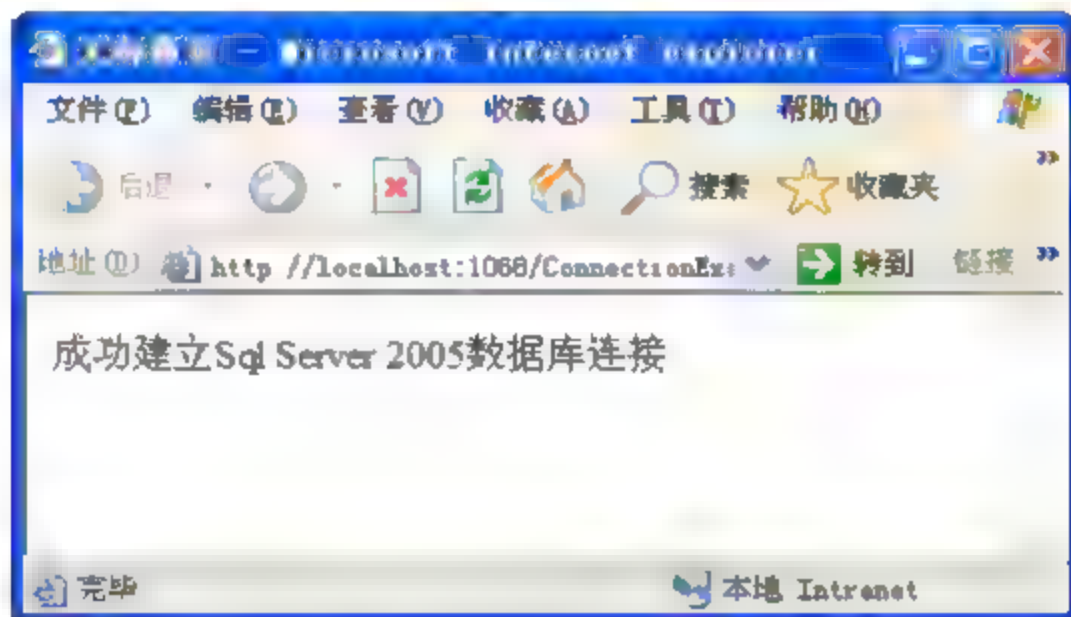 文件(F) 编辑(E) 查看(V) 收藏(A) 工具(T) 帮助(H)
后退 搜索 收藏夹
地址(D) http //localhost:1068/ConnectionEx 转到 链接
成功建立Sql Server 2005数据库连接
完毕 本地 Intranet